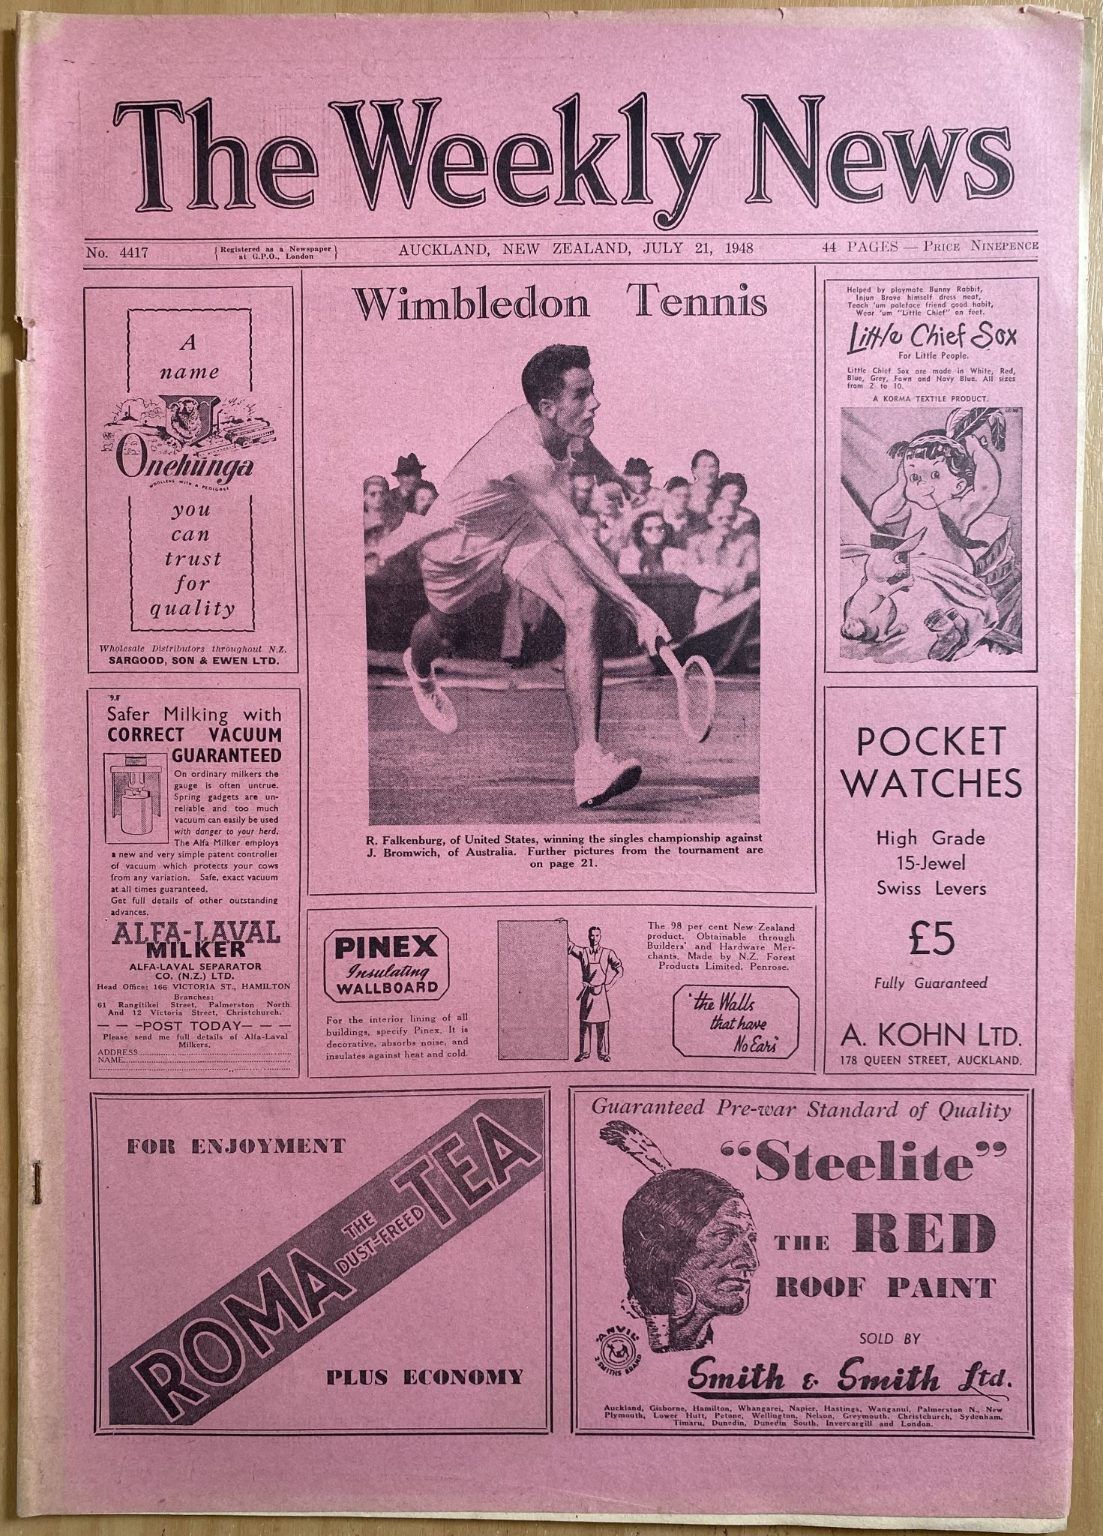 The Weekly News
No. 4417
Registered as a Newspaper
at G.P.O., London
AUCKLAND, NEW ZEALAND, JULY 21, 1948
44 PAGES — PRICE NINEPENCE
A
name
Onehunga
WOOLLENS WITH A PEDIGREE
you
can
trust
for
quality
Wholesale Distributors throughout N.Z.
SARGOOD, SON & EWEN LTD.
Wimbledon Tennis
R. Falkenburg, of United States, winning the singles championship against
J. Bromwich, of Australia. Further pictures from the tournament are
on page 21.
Helped by playmate Bunny Rabbit,
Injun Brave himself dress neat,
Teach 'um paleface friend good habit,
Wear 'um "Little Chief" on feet.
Little Chief Sox
For Little People.
Little Chief Sox are made in White, Red,
Blue, Grey, Fawn and Navy Blue. All sizes
from 2 to 10.
A KORMA TEXTILE PRODUCT.
Safer Milking with
CORRECT VACUUM
GUARANTEED
On ordinary milkers the
gauge is often untrue.
Spring gadgets are un-
reliable and too much
vacuum can easily be used
with danger to your herd.
The Alfa Milker employs
a new and very simple patent controller
of vacuum which protects your cows
from any variation. Safe, exact vacuum
at all times guaranteed.
Get full details of other outstanding
advances.
ALFA-LAVAL
MILKER
ALFA-LAVAL SEPARATOR
CO. (N.Z.) LTD.
Head Office: 166 VICTORIA ST., HAMILTON
Branches:
61 Rangitikei Street, Palmerston North.
And 12 Victoria Street, Christchurch.
— — —POST TODAY— — —
Please send me full details of Alfa-Laval
Milkers.
ADDRESS
NAME
PINEX
Insulating
WALLBOARD
For the interior lining of all
buildings, specify Pinex. It is
decorative, absorbs noise, and
insulates against heat and cold.
The 98 per cent New Zealand
product. Obtainable through
Builders' and Hardware Mer-
chants. Made by N.Z. Forest
Products Limited, Penrose.
"the Walls
that have
No Ears"
POCKET
WATCHES
High Grade
15-Jewel
Swiss Levers
£5
Fully Guaranteed
A. KOHN LTD.
178 QUEEN STREET, AUCKLAND.
FOR ENJOYMENT
ROMA THE DUST-FREED TEA
PLUS ECONOMY
Guaranteed Pre-war Standard of Quality
"Steelite"
THE RED
ROOF PAINT
SOLD BY
"ANVIL"
2 SMITHS BRAND
Smith & Smith Ltd.
Auckland, Gisborne, Hamilton, Whangarei, Napier, Hastings, Wanganui, Palmerston N., New
Plymouth, Lower Hutt, Petone, Wellington, Nelson, Greymouth, Christchurch, Sydenham,
Timaru, Dunedin, Dunedin South, Invercargill and London.